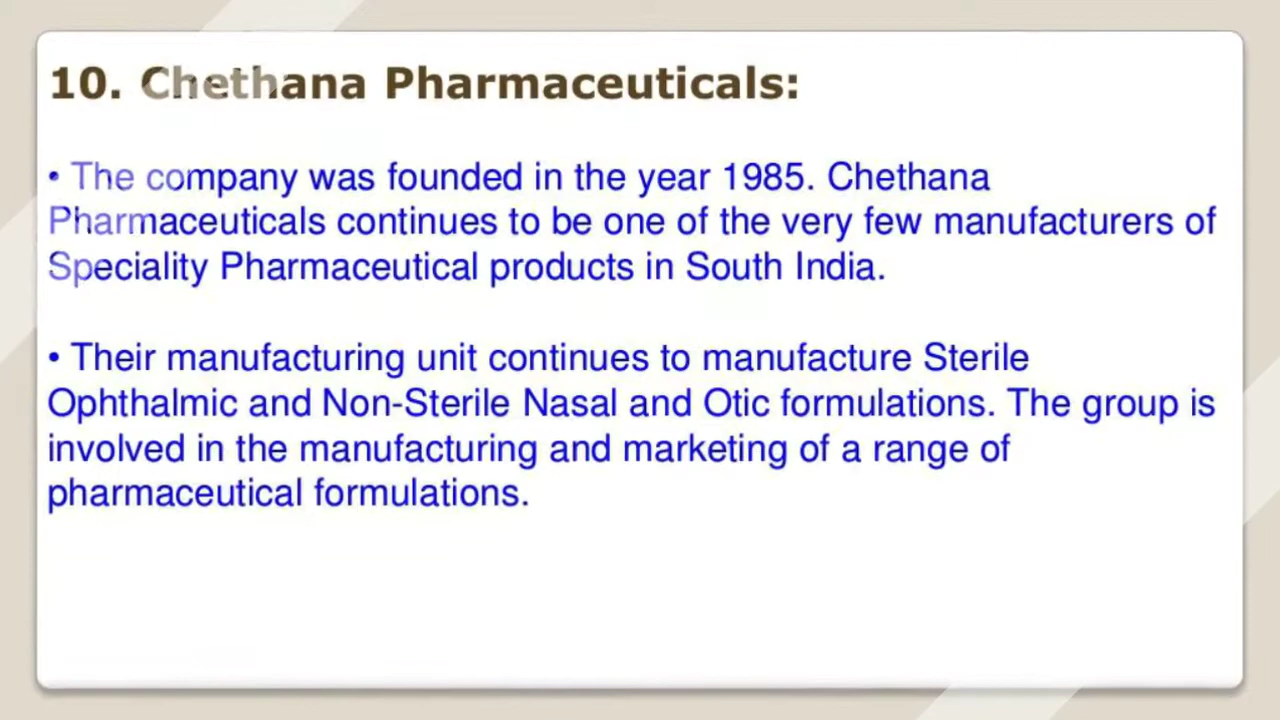 10. Chethana Pharmaceuticals:
• The company was founded in the year 1985. Chethana
Pharmaceuticals continues to be one of the very few manufacturers of
Speciality Pharmaceutical products in South India.
• Their manufacturing unit continues to manufacture Sterile
Ophthalmic and Non-Sterile Nasal and Otic formulations. The group is
involved in the manufacturing and marketing of a range of
pharmaceutical formulations.